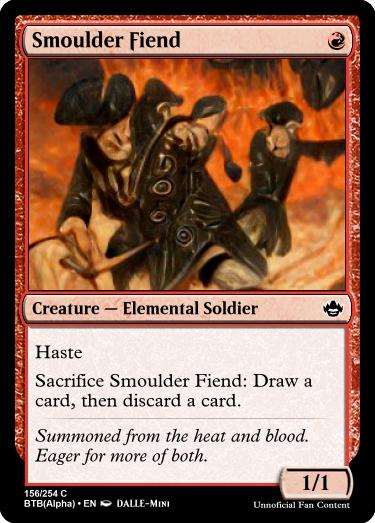 Smoulder Fiend
Creature — Elemental Soldier
Haste
Sacrifice Smoulder Fiend: Draw a
card, then discard a card.
Summoned from the heat and blood.
Eager for more of both.
1/1
156/254 C
BTB(Alpha) • EN DALLE-Mini
Unnoficial Fan Content